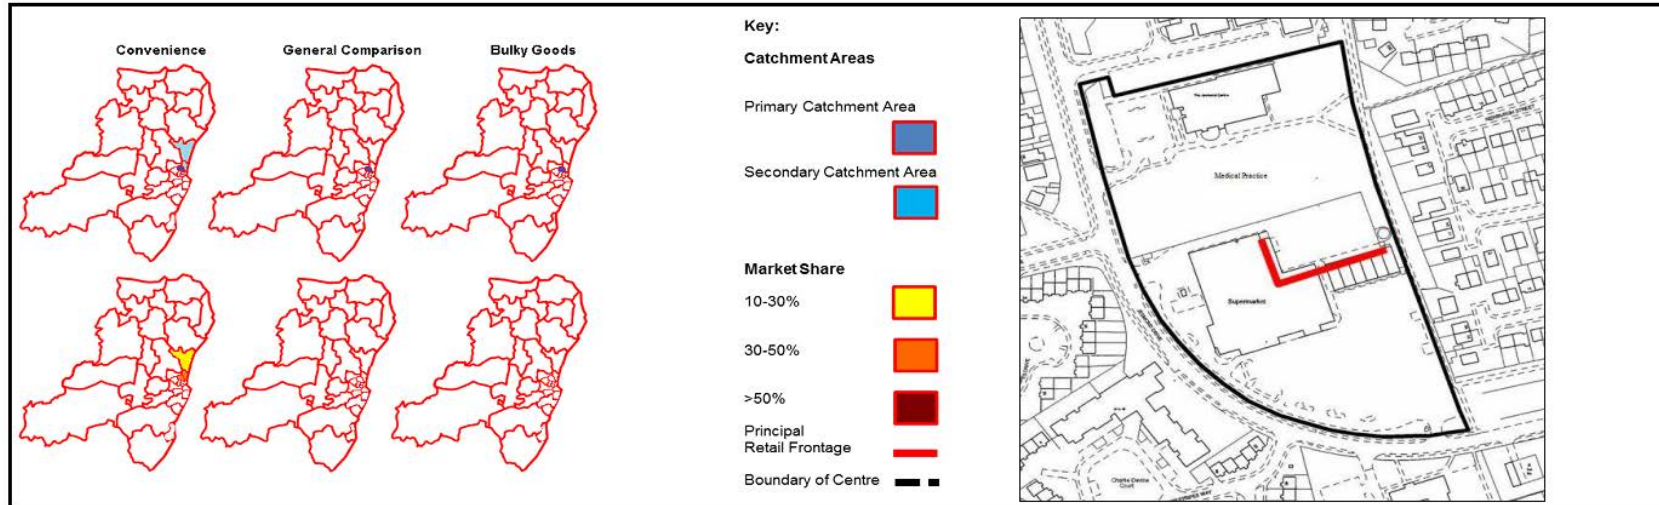 Convenience
General Comparison
Bulky Goods
Key:
Catchment Areas
Primary Catchment Area
Secondary Catchment Area
Market Share
10-30%
30-50%
>50%
Principal
Retail Frontage
Boundary of Centre
Medical Practice
Supermarket
Court